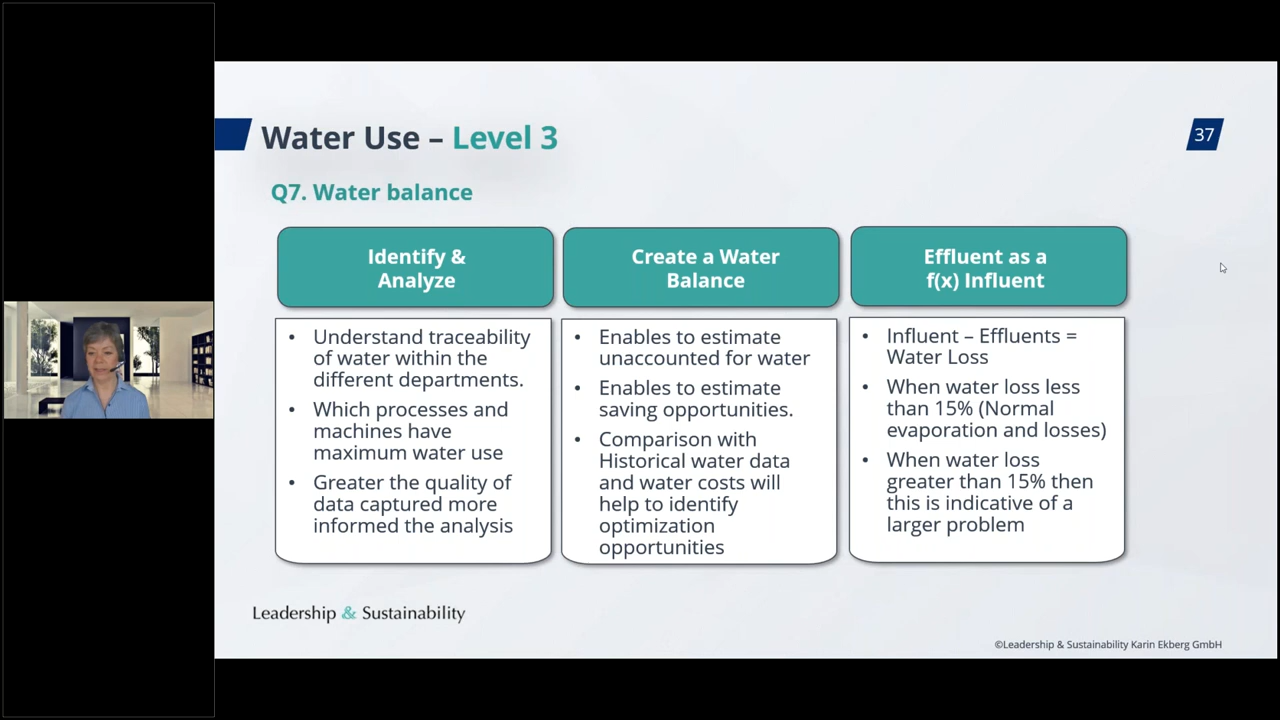 Water Use – Level 3
37
Q7. Water balance
Identify &
Analyze
• Understand traceability
of water within the
different departments.
• Which processes and
machines have
maximum water use
• Greater the quality of
data captured more
informed the analysis
Create a Water
Balance
• Enables to estimate
unaccounted for water
• Enables to estimate
saving opportunities.
• Comparison with
Historical water data
and water costs will
help to identify
optimization
opportunities
Effluent as a
f(x) Influent
• Influent – Effluents =
Water Loss
• When water loss less
than 15% (Normal
evaporation and losses)
• When water loss
greater than 15% then
this is indicative of a
larger problem
Leadership & Sustainability
©Leadership & Sustainability Karin Ekberg GmbH